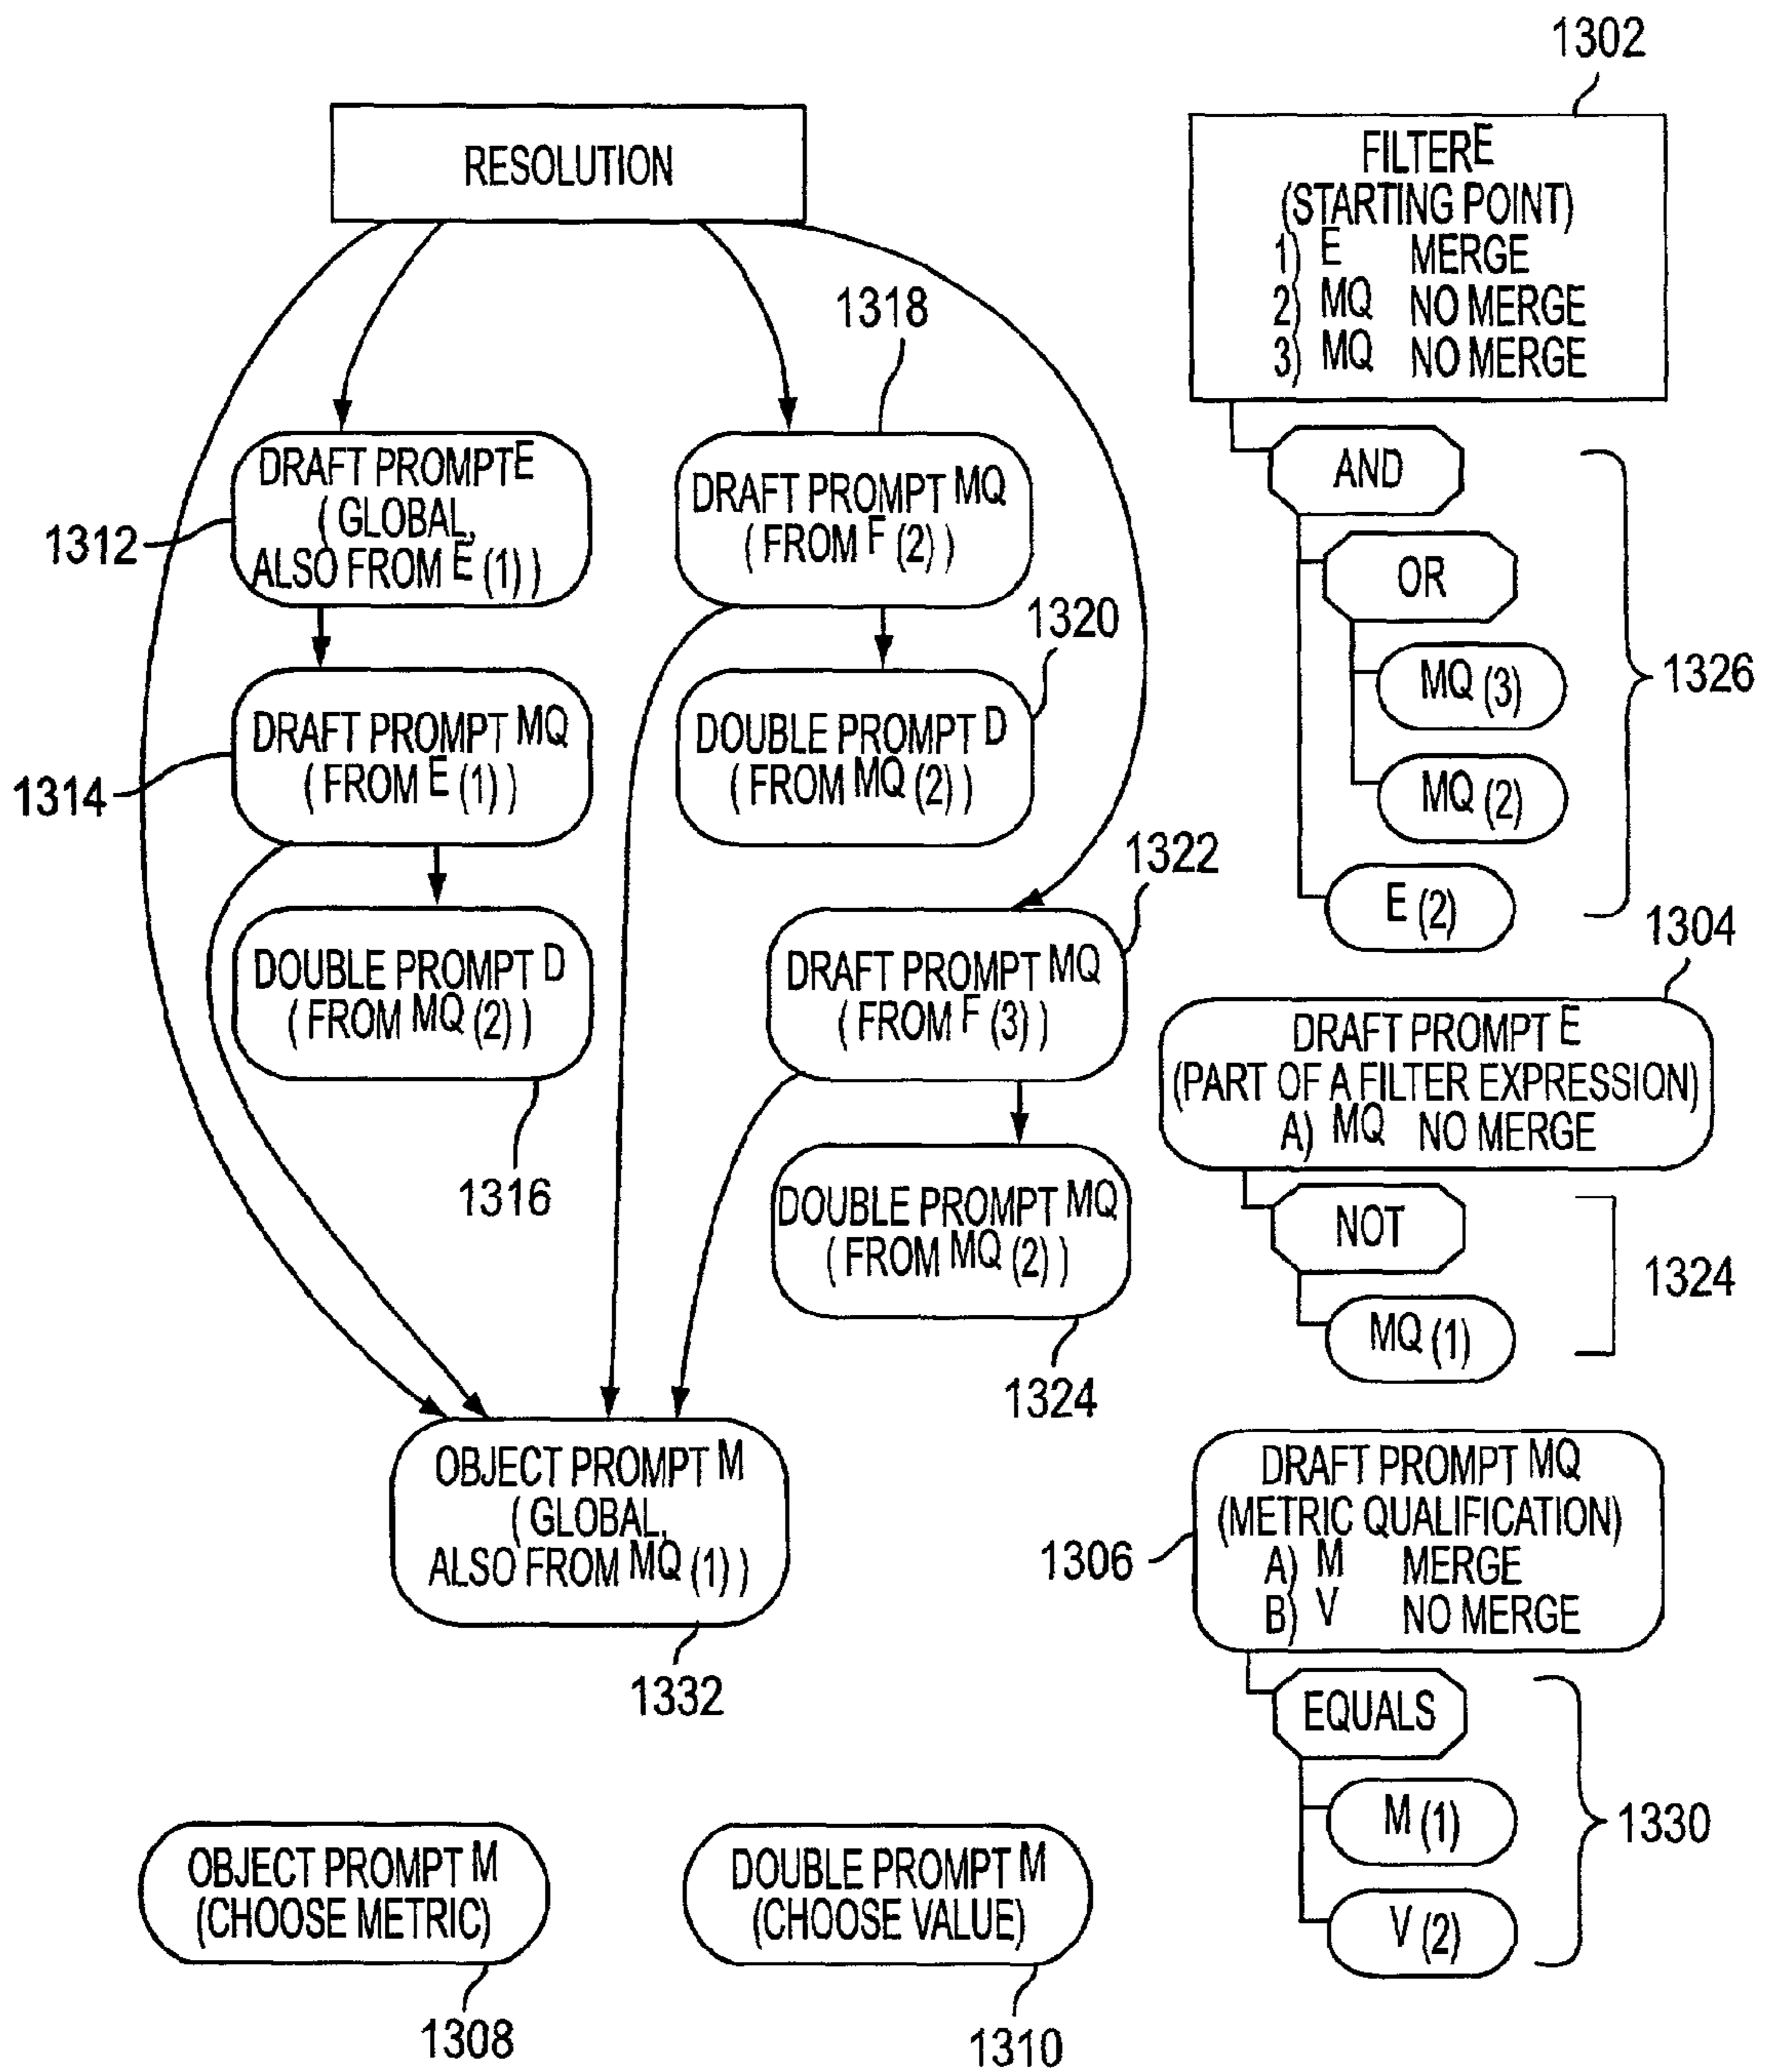 RESOLUTION
1318
DRAFT PROMPT E
( GLOBAL,
ALSO FROM E (1) )
1312
DRAFT PROMPT MQ
( FROM F (2) )
1320
DRAFT PROMPT MQ
( FROM E (1) )
1314
DOUBLE PROMPT D
( FROM MQ (2) )
1322
DOUBLE PROMPT D
( FROM MQ (2) )
1316
DRAFT PROMPT MQ
( FROM F (3) )
DOUBLE PROMPT MQ
( FROM MQ (2) )
1324
OBJECT PROMPT M
( GLOBAL,
ALSO FROM MQ (1) )
1332
OBJECT PROMPT M
(CHOOSE METRIC)
1308
DOUBLE PROMPT M
(CHOOSE VALUE)
1310
1302
FILTER E
(STARTING POINT)
1) E MERGE
2) MQ NO MERGE
3) MQ NO MERGE
AND
OR
MQ (3)
MQ (2)
E (2)
1326
1304
DRAFT PROMPT E
(PART OF A FILTER EXPRESSION)
A) MQ NO MERGE
NOT
MQ (1)
1324
DRAFT PROMPT MQ
(METRIC QUALIFICATION)
A) M MERGE
B) V NO MERGE
1306
EQUALS
M (1)
V (2)
1330